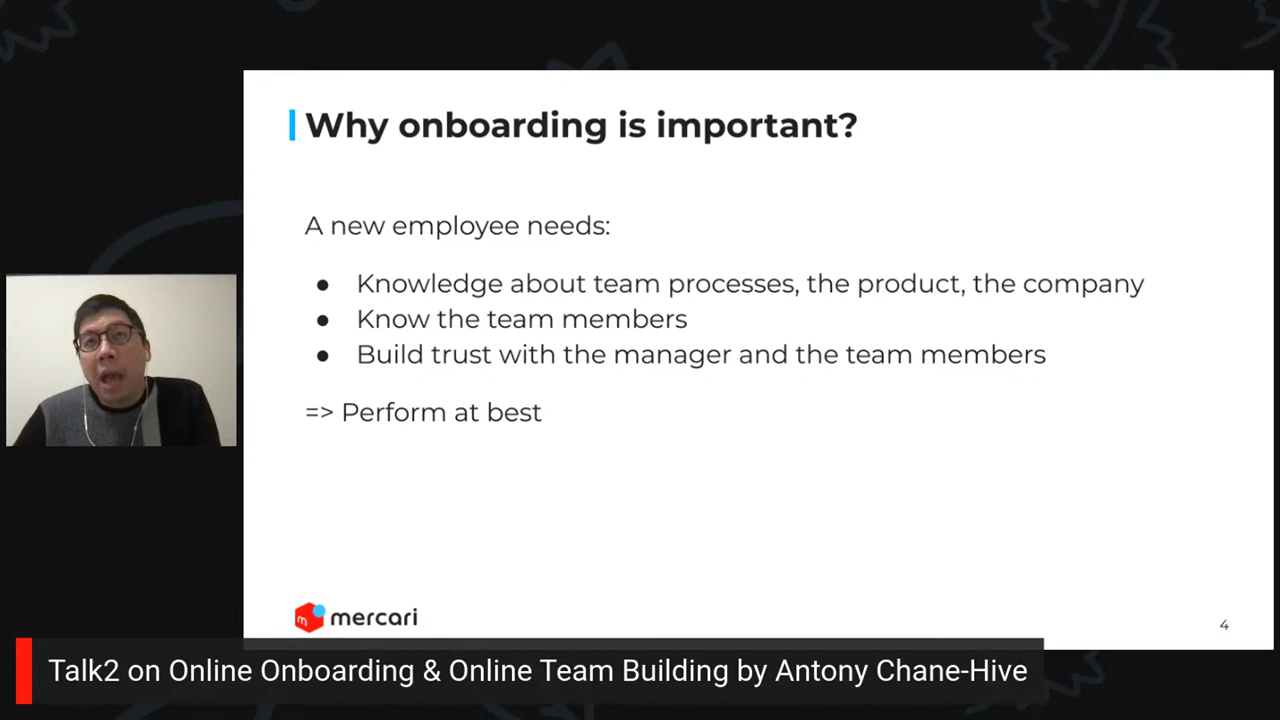 Why onboarding is important?
A new employee needs:
● Knowledge about team processes, the product, the company
● Know the team members
● Build trust with the manager and the team members
=> Perform at best
m mercari
4
Talk2 on Online Onboarding & Online Team Building by Antony Chane-Hive